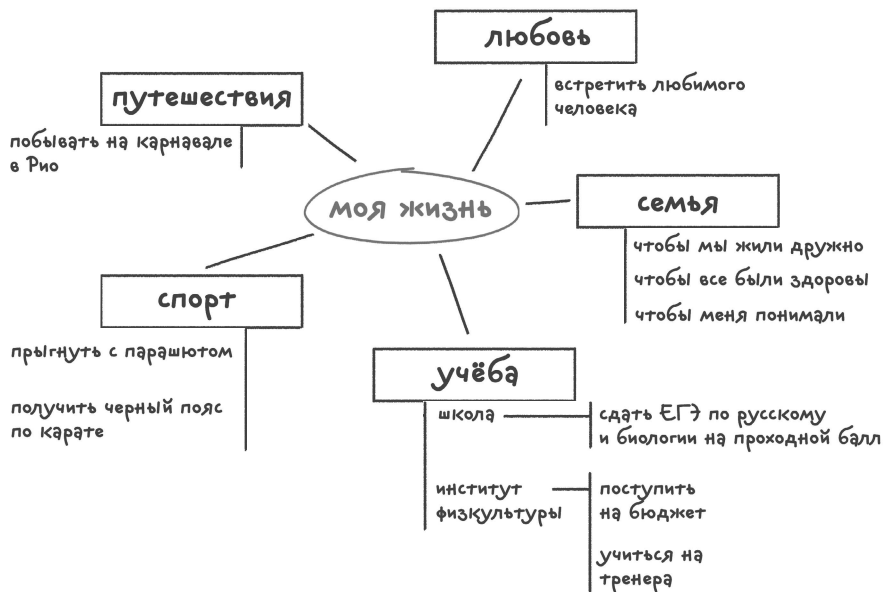 любовь
встретить любимого
человека
путешествия
побывать на карнавале
в Рио
моя жизнь
семья
чтобы мы жили дружно
чтобы все были здоровы
чтобы меня понимали
спорт
прыгнуть с парашютом
получить черный пояс
по карате
учёба
школа
сдать ЕГЭ по русскому
и биологии на проходной балл
институт
физкультуры
поступить
на бюджет
учиться на
тренера